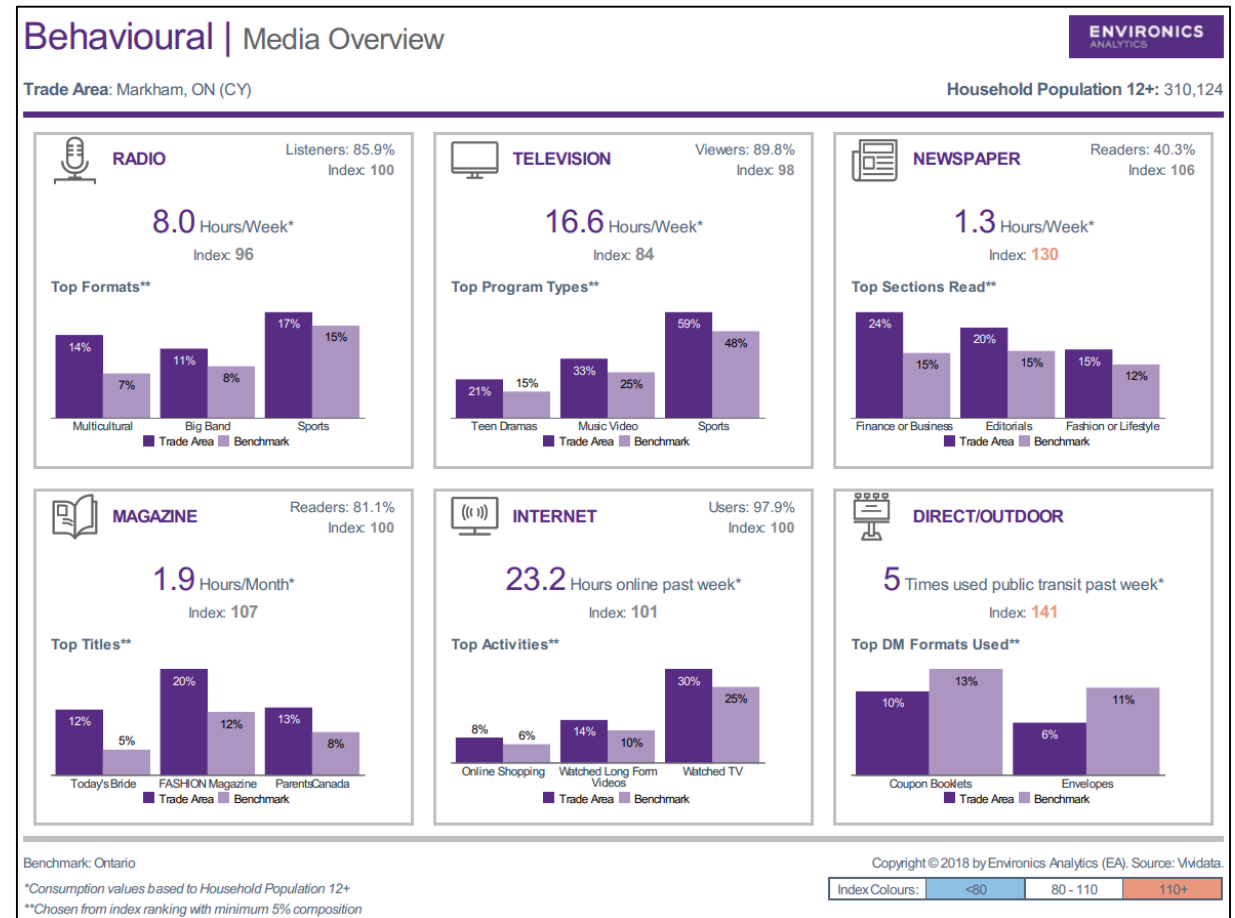 Behavioural | Media Overview
ENVIRONICS
ANALYTICS
Trade Area: Markham, ON (CY)
Household Population 12+: 310,124
RADIO
Listeners: 85.9%
Index: 100
8.0 Hours/Week*
Index: 96
Top Formats**
14%
7%
11%
8%
17%
15%
Multicultural
Big Band
Sports
Trade Area
Benchmark
TELEVISION
Viewers: 89.8%
Index: 98
16.6 Hours/Week*
Index: 84
Top Program Types**
21%
15%
33%
25%
59%
48%
Teen Dramas
Music Video
Sports
Trade Area
Benchmark
NEWSPAPER
Readers: 40.3%
Index: 106
1.3 Hours/Week*
Index: 130
Top Sections Read**
24%
15%
20%
15%
15%
12%
Finance or Business
Editorials
Fashion or Lifestyle
Trade Area
Benchmark
MAGAZINE
Readers: 81.1%
Index: 100
1.9 Hours/Month*
Index: 107
Top Titles**
12%
5%
20%
12%
13%
8%
Today's Bride
FASHION Magazine
ParentsCanada
Trade Area
Benchmark
INTERNET
Users: 97.9%
Index: 100
23.2 Hours online past week*
Index: 101
Top Activities**
8%
6%
14%
10%
30%
25%
Online Shopping
Watched Long Form
Videos
Watched TV
Trade Area
Benchmark
DIRECT/OUTDOOR
5 Times used public transit past week*
Index: 141
Top DM Formats Used**
10%
13%
6%
11%
Coupon Booklets
Envelopes
Trade Area
Benchmark
Benchmark: Ontario
Copyright © 2018 by Environics Analytics (EA). Source: Vividata.
*Consumption values based to Household Population 12+
Index Colours:
<80
80 - 110
110+
**Chosen from index ranking with minimum 5% composition